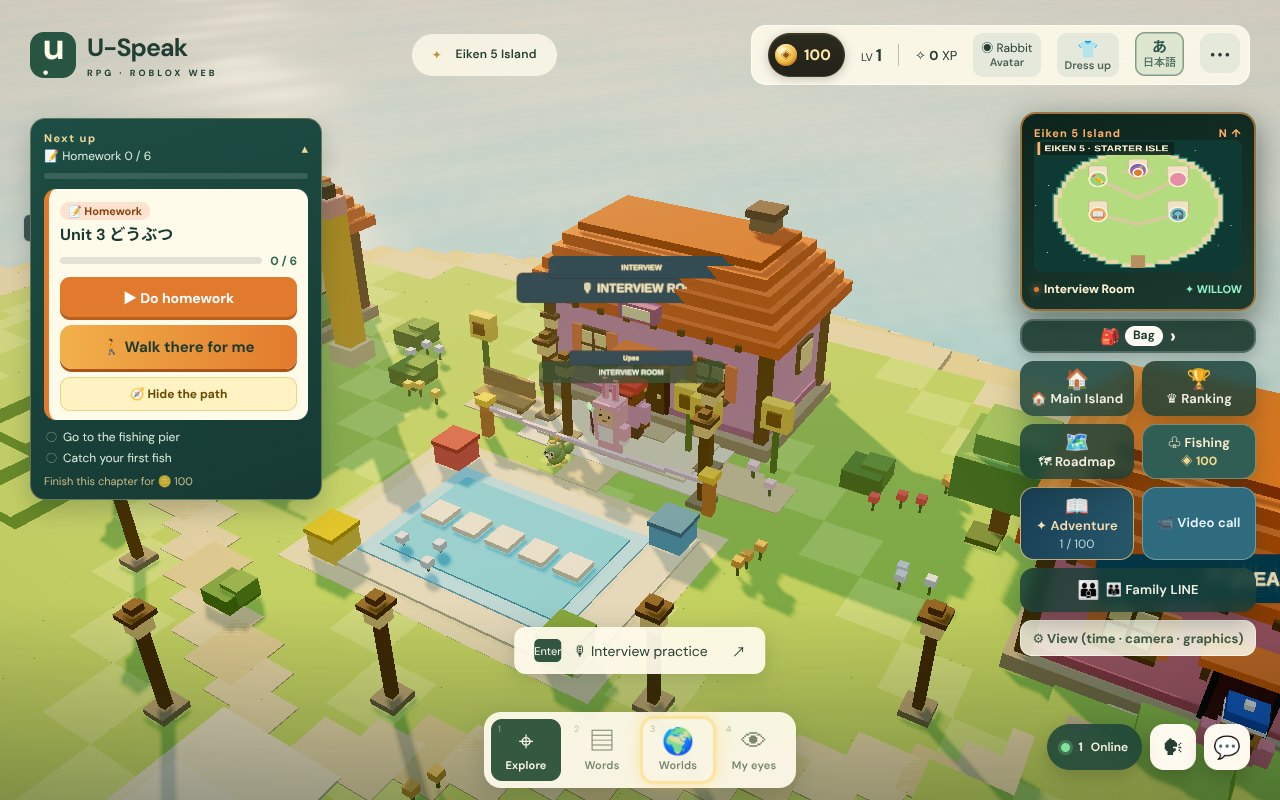 u
U-Speak
RPG · ROBLOX WEB
✦ Eiken 5 Island
100
LV 1
✧ 0 XP
◉ Rabbit
Avatar
👕
Dress up
あ
日本語
•••
Next up
📝 Homework 0 / 6
▲
📝 Homework
Unit 3 どうぶつ
0 / 6
▶ Do homework
🚶 Walk there for me
🧭 Hide the path
Go to the fishing pier
Catch your first fish
Finish this chapter for 🪙 100
Eiken 5 Island
N ↑
EIKEN 5 · STARTER ISLE
Interview Room
✦ WILLOW
🎒 Bag ›
🏠
🏠 Main Island
🏆
♛ Ranking
🗺️
🗺 Roadmap
♧ Fishing
◈ 100
📖
✦ Adventure
1 / 100
📹 Video call
👪 👪 Family LINE
⚙ View (time · camera · graphics)
INTERVIEW
🎙 INTERVIEW RO
Upee
INTERVIEW ROOM
EA
Enter 🎙 Interview practice ↗
1
Explore
2
Words
3
Worlds
4
My eyes
1 Online